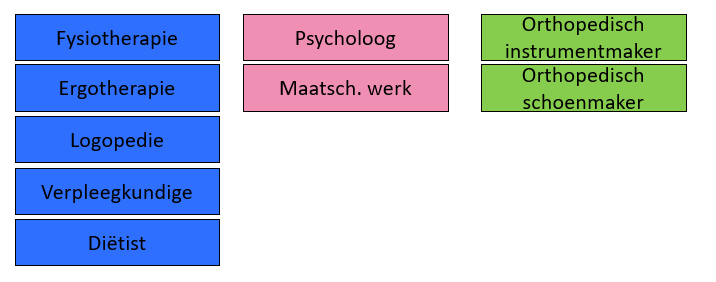 Fysiotherapie
Ergotherapie
Logopedie
Verpleegkundige
Diëtist
Psycholoog
Maatsch. werk
Orthopedisch
instrumentmaker
Orthopedisch
schoenmaker